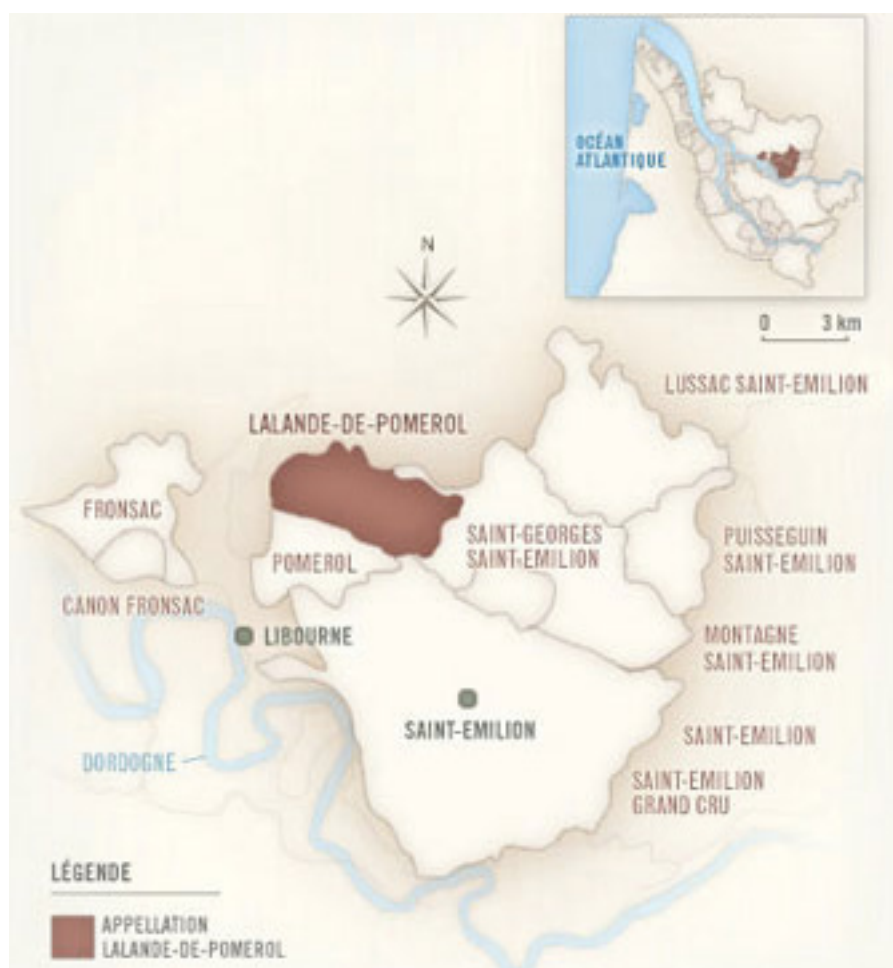 OCÉAN
ATLANTIQUE
N
0 3 km
LUSSAC SAINT-EMILION
LALANDE-DE-POMEROL
FRONSAC
SAINT-GEORGES
SAINT-EMILION
PUISSEGUIN
SAINT-EMILION
POMEROL
CANON FRONSAC
LIBOURNE
MONTAGNE
SAINT-EMILION
SAINT-EMILION
SAINT-EMILION
DORDOGNE
SAINT-EMILION
GRAND CRU
LÉGENDE
APPELLATION
LALANDE-DE-POMEROL